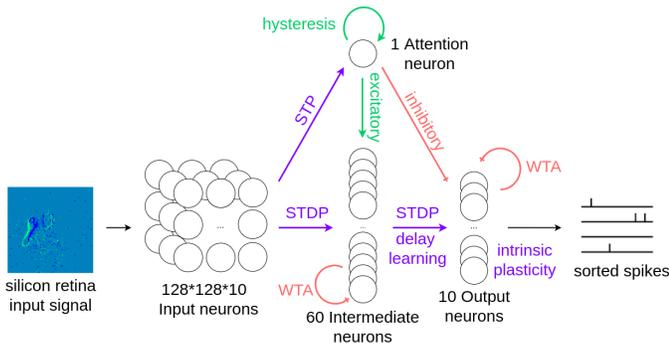 hysteresis
1 Attention
neuron
STP
excitatory
inhibitory
WTA
STDP
STDP
delay
learning
intrinsic
plasticity
WTA
silicon retina
input signal
128*128*10
Input neurons
60 Intermediate
neurons
10 Output
neurons
sorted spikes
...
...
...